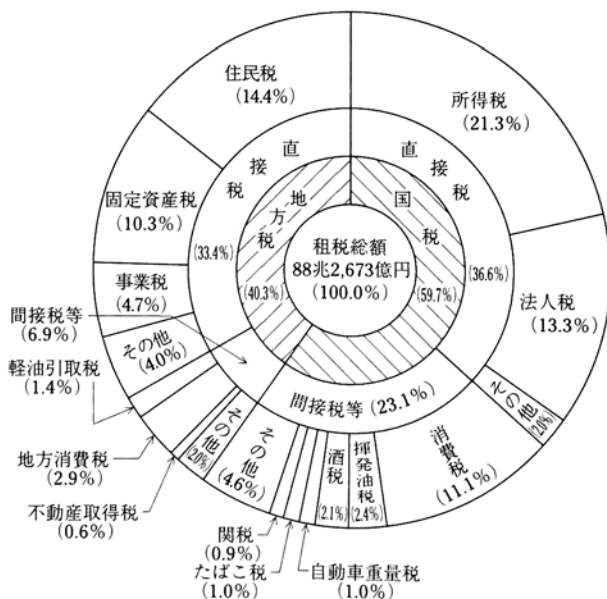 住民税
(14.4%)
所得税
(21.3%)
直接税
直接税
地方税
国税
固定資産税
(10.3%)
(33.4%)
租税総額
88兆2,673億円
(100.0%)
(36.6%)
(40.3%)
(59.7%)
事業税
(4.7%)
法人税
(13.3%)
間接税等
(6.9%)
その他
(4.0%)
軽油引取税
(1.4%)
その他
(2.0%)
間接税等(23.1%)
地方消費税
(2.9%)
その他
(2.0%)
その他
(4.6%)
酒税
(2.1%)
揮発油税
(2.4%)
消費税
(11.1%)
不動産取得税
(0.6%)
関税
(0.9%)
たばこ税
(1.0%)
自動車重量税
(1.0%)